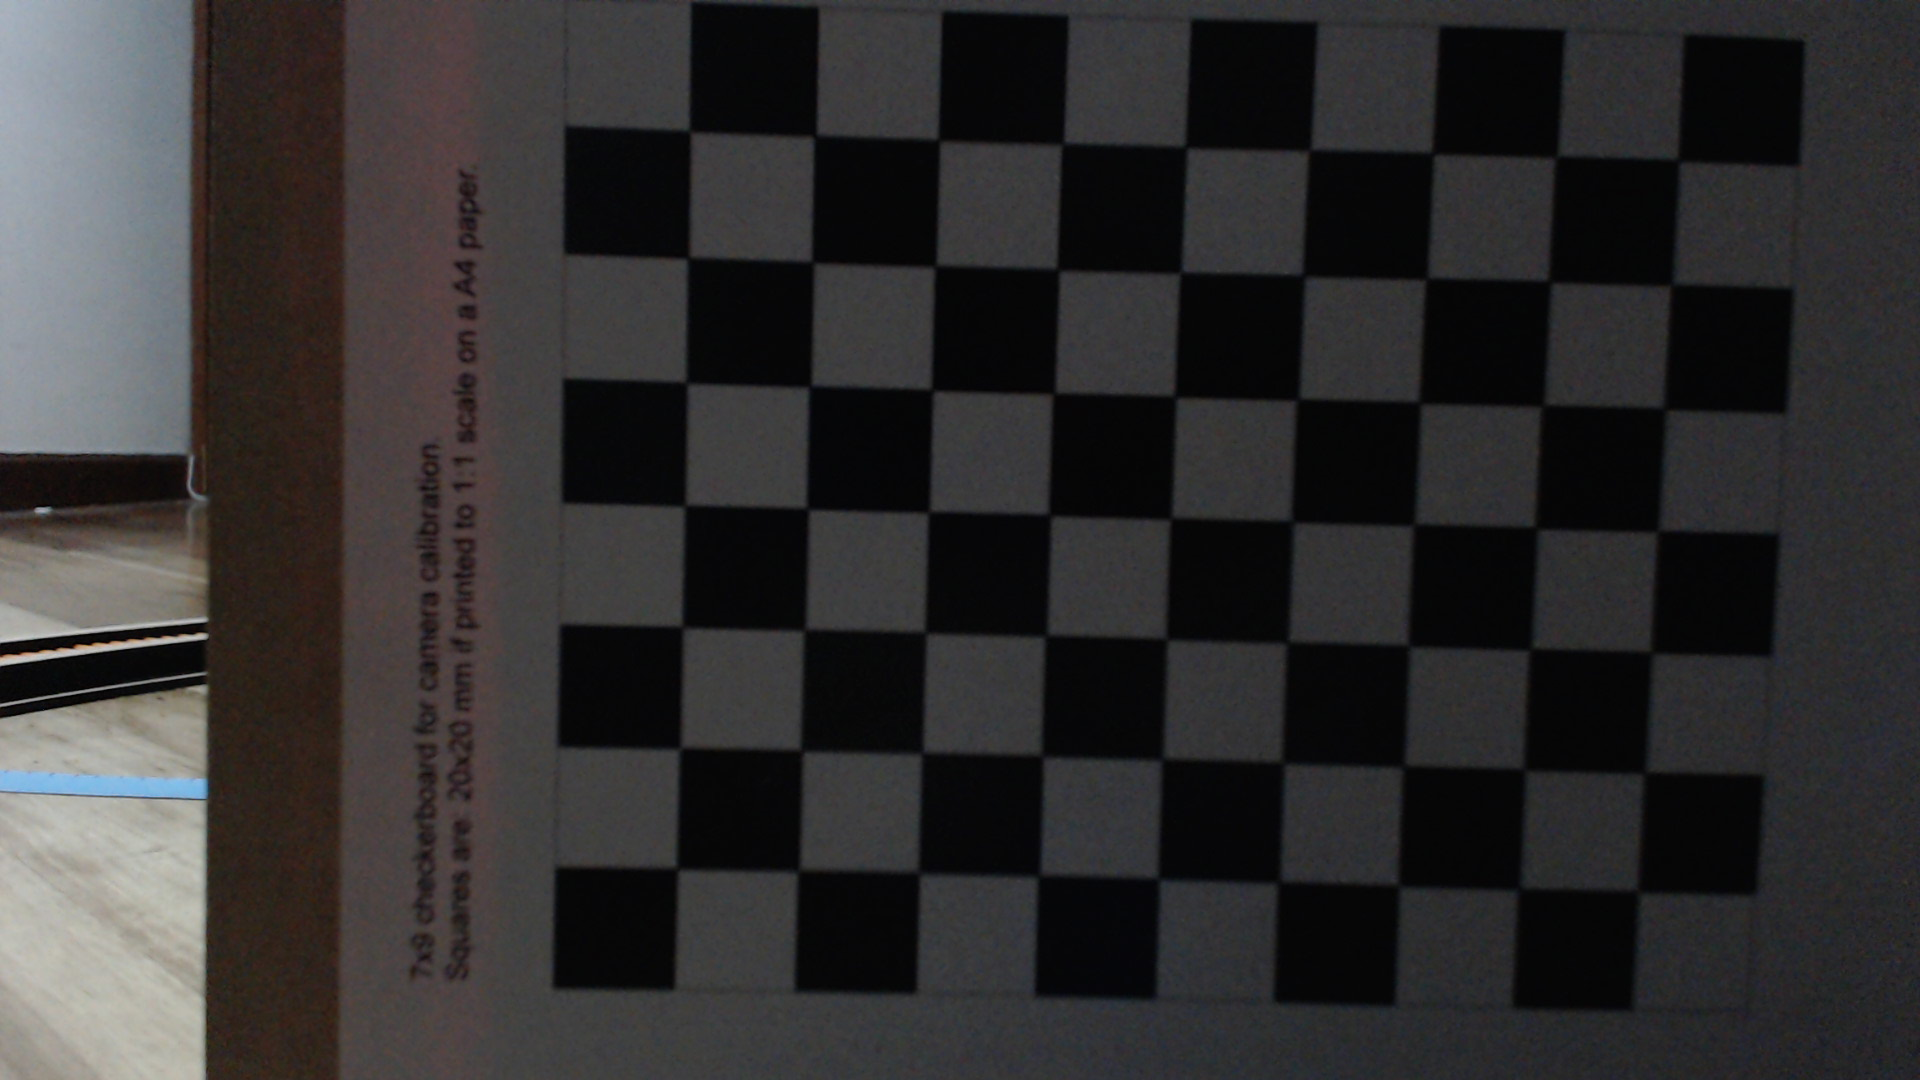 7x9 checkerboard for camera calibration.
Squares are 20x20 mm if printed to 1:1 scale on a A4 paper.